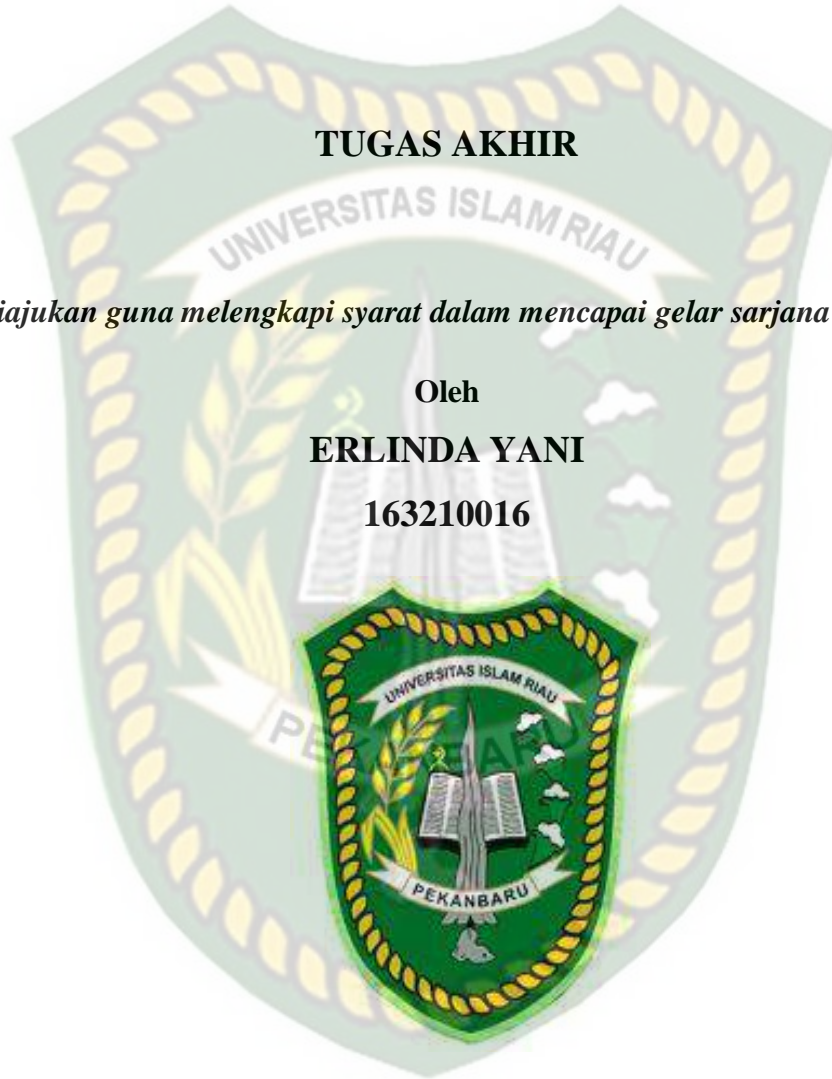 TUGAS AKHIR
UNIVERSITAS ISLAM RIAU
iajukan guna melengkapi syarat dalam mencapai gelar sarjana
Oleh
ERLINDA YANI
163210016
UNIVERSITAS ISLAM RIAU
PEKANBARU
PEKANBARU